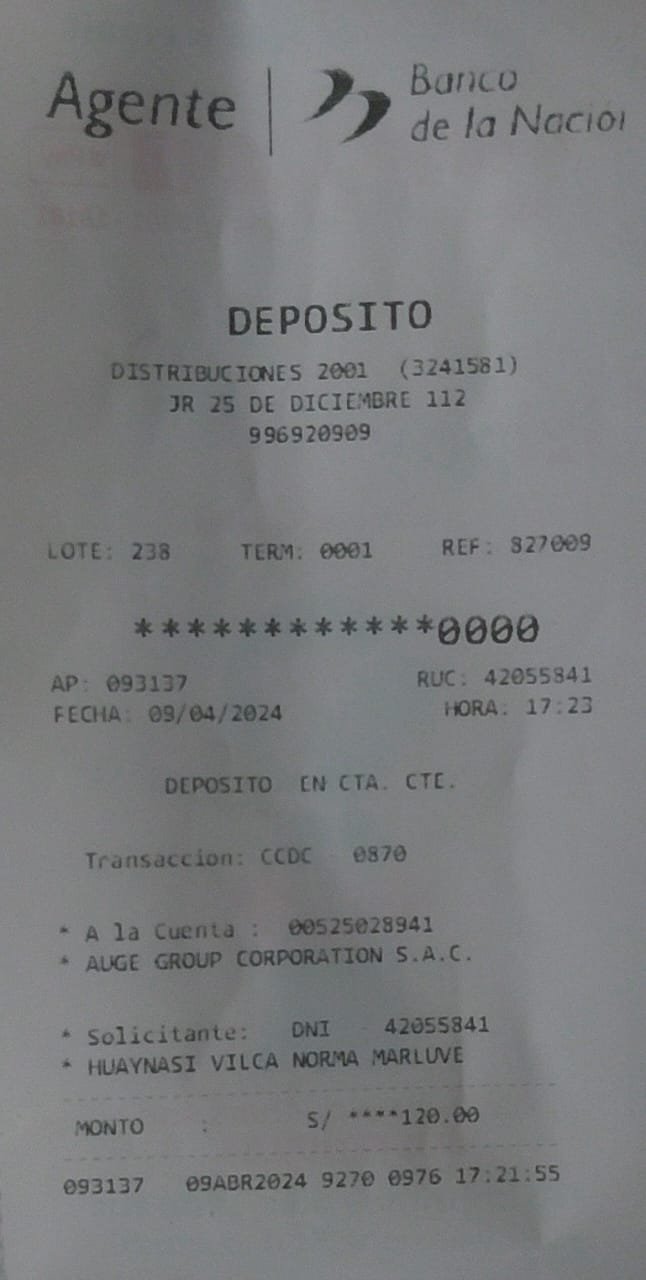 Agente | Banco
de la Nacion
DEPOSITO
DISTRIBUCIONES 2001 (3241581)
JR 25 DE DICIEMBRE 112
996920909
LOTE: 238 TERM: 0001 REF: 827009
************0000
AP: 093137 RUC: 42055841
FECHA: 09/04/2024 HORA: 17:23
DEPOSITO EN CTA. CTE.
Transaccion: CCDC 0870
* A la Cuenta : 00525028941
* AUGE GROUP CORPORATION S.A.C.
* Solicitante: DNI 42055841
* HUAYNASI VILCA NORMA MARLUVE
MONTO : S/ ****120.00
093137 09ABR2024 9270 0976 17:21:55